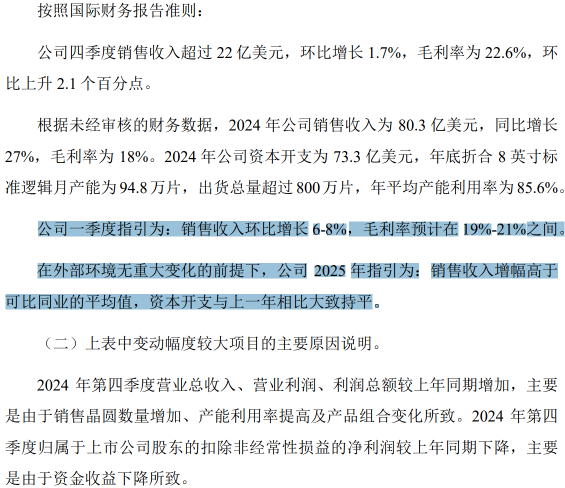 按照国际财务报告准则：
公司四季度销售收入超过 22 亿美元，环比增长 1.7%，毛利率为 22.6%，环
比上升 2.1 个百分点。
根据未经审核的财务数据，2024 年公司销售收入为 80.3 亿美元，同比增长
27%，毛利率为 18%。2024 年公司资本开支为 73.3 亿美元，年底折合 8 英寸标
准逻辑月产能为 94.8 万片，出货总量超过 800 万片，年平均产能利用率为 85.6%。
公司一季度指引为：销售收入环比增长 6-8%，毛利率预计在 19%-21%之间。
在外部环境无重大变化的前提下，公司 2025 年指引为：销售收入增幅高于
可比同业的平均值，资本开支与上一年相比大致持平。
（二）上表中变动幅度较大项目的主要原因说明。
2024 年第四季度营业总收入、营业利润、利润总额较上年同期增加，主要
是由于销售晶圆数量增加、产能利用率提高及产品组合变化所致。2024 年第四
季度归属于上市公司股东的扣除非经常性损益的净利润较上年同期下降，主要
是由于资金收益下降所致。